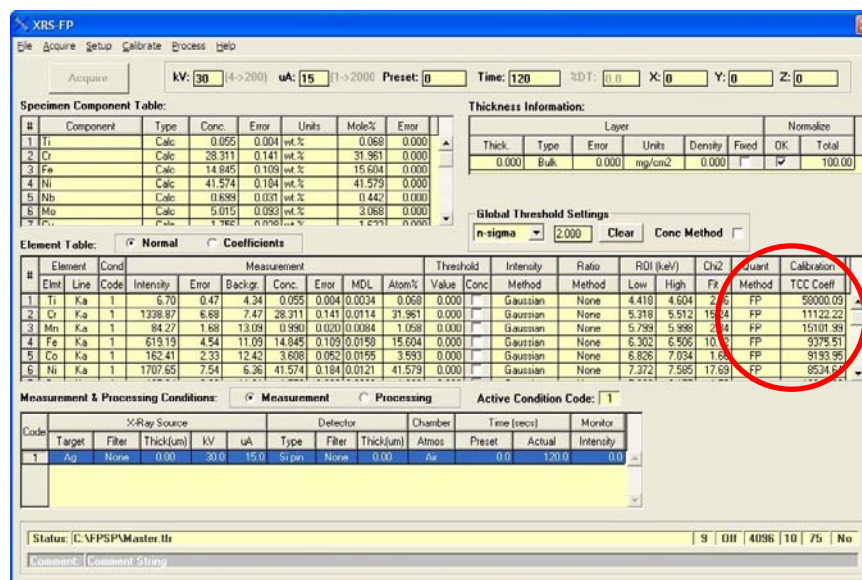 XRS-FP
File Acquire Setup Calibrate Process Help
Acquire kV: 30 (4->200) uA: 15 (1->2000 Preset: 0 Time: 120 %DT: 0.0 X: 0 Y: 0 Z: 0
Specimen Component Table: Thickness Information:
# Component Type Conc. Error Units Mole% Error
1 Ti Calc 0.055 0.004 wt.% 0.068 0.000
2 Cr Calc 28.311 0.141 wt.% 31.961 0.000
3 Fe Calc 14.845 0.109 wt.% 15.604 0.000
4 Ni Calc 41.574 0.184 wt.% 41.579 0.000
5 Nb Calc 0.699 0.031 wt.% 0.442 0.000
6 Mo Calc 5.015 0.093 wt.% 3.068 0.000
7 Cu Calc 1.756 0.029 wt.% 1.622 0.000
Layer Normalize
Thick. Type Error Units Density Fixed OK Total
0.000 Bulk 0.000 mg/cm2 0.000 100.00
Global Threshold Settings
n-sigma 2.000 Clear Conc Method
Element Table: Normal Coefficients
# Element Cond Measurement Threshold Intensity Ratio ROI (keV) Chi2 Quant Calibration
Elmt Line Code Intensity Error Backgr. Conc. Error MDL Atom% Value Conc Method Method Low High Fit Method TCC Coeff
1 Ti Ka 1 6.70 0.47 4.34 0.055 0.004 0.0034 0.068 0.000 Gaussian None 4.418 4.604 FP 58000.09
2 Cr Ka 1 1338.87 6.68 7.47 28.311 0.141 0.0114 31.961 0.000 Gaussian None 5.318 5.512 FP 11122.22
3 Mn Ka 1 84.27 1.68 13.09 0.990 0.020 0.0084 1.058 0.000 Gaussian None 5.799 5.998 FP 15101.99
4 Fe Ka 1 619.19 4.54 11.09 14.845 0.109 0.0158 15.604 0.000 Gaussian None 6.302 6.506 FP 9375.51
5 Co Ka 1 162.41 2.33 12.42 3.608 0.052 0.0155 3.593 0.000 Gaussian None 6.826 7.034 FP 9193.95
6 Ni Ka 1 1707.65 7.54 6.36 41.574 0.184 0.0121 41.579 0.000 Gaussian None 7.372 7.585 17.69 FP 8534.64
Measurement & Processing Conditions: Measurement Processing Active Condition Code: 1
Code X-Ray Source Detector Chamber Time (secs) Monitor
Target Filter Thick(um) kV uA Type Filter Thick(um) Atmos Preset Actual Intensity
1 Ag None 0.00 30.0 15.0 Si pin None 0.00 Air 0.0 120.0 0.0
Status: C:\FPSP\Master.tfr 9 Off 4096 10 75 No
Comment: Comment String